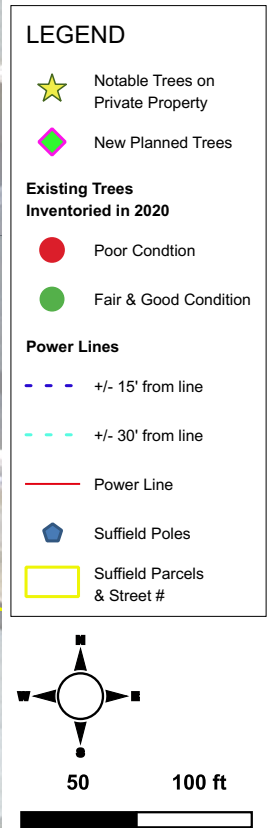 LEGEND
Notable Trees on
Private Property
New Planned Trees
Existing Trees
Inventoried in 2020
Poor Condtion
Fair & Good Condition
Power Lines
+/- 15' from line
+/- 30' from line
Power Line
Suffield Poles
Suffield Parcels
& Street #
N
W E
S
50 100 ft